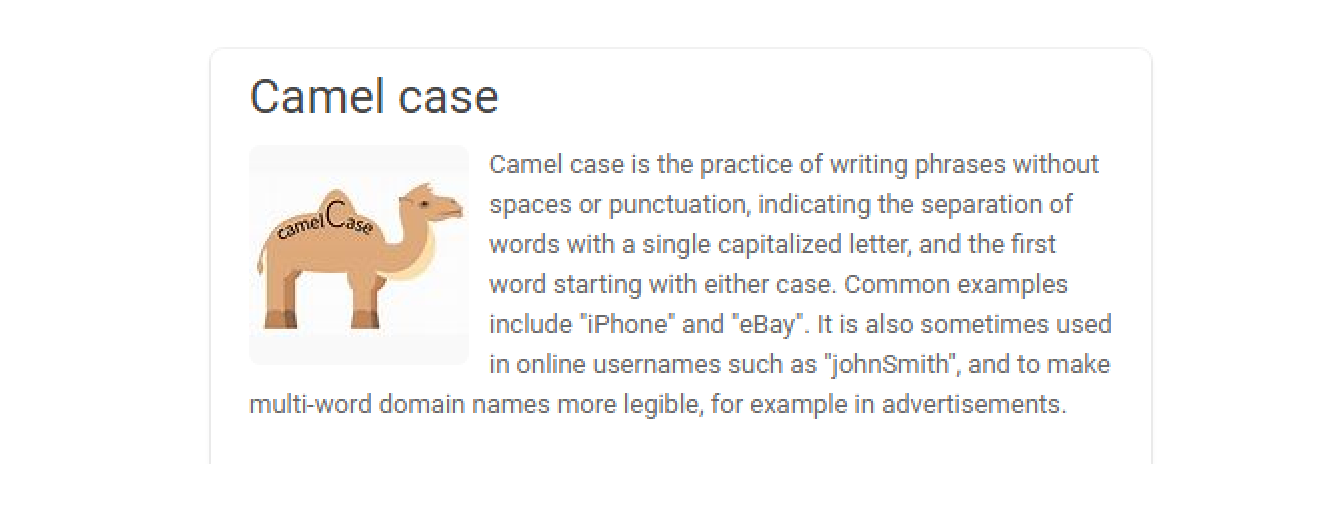 Camel case
camelCase
Camel case is the practice of writing phrases without
spaces or punctuation, indicating the separation of
words with a single capitalized letter, and the first
word starting with either case. Common examples
include "iPhone" and "eBay". It is also sometimes used
in online usernames such as "johnSmith", and to make
multi-word domain names more legible, for example in advertisements.